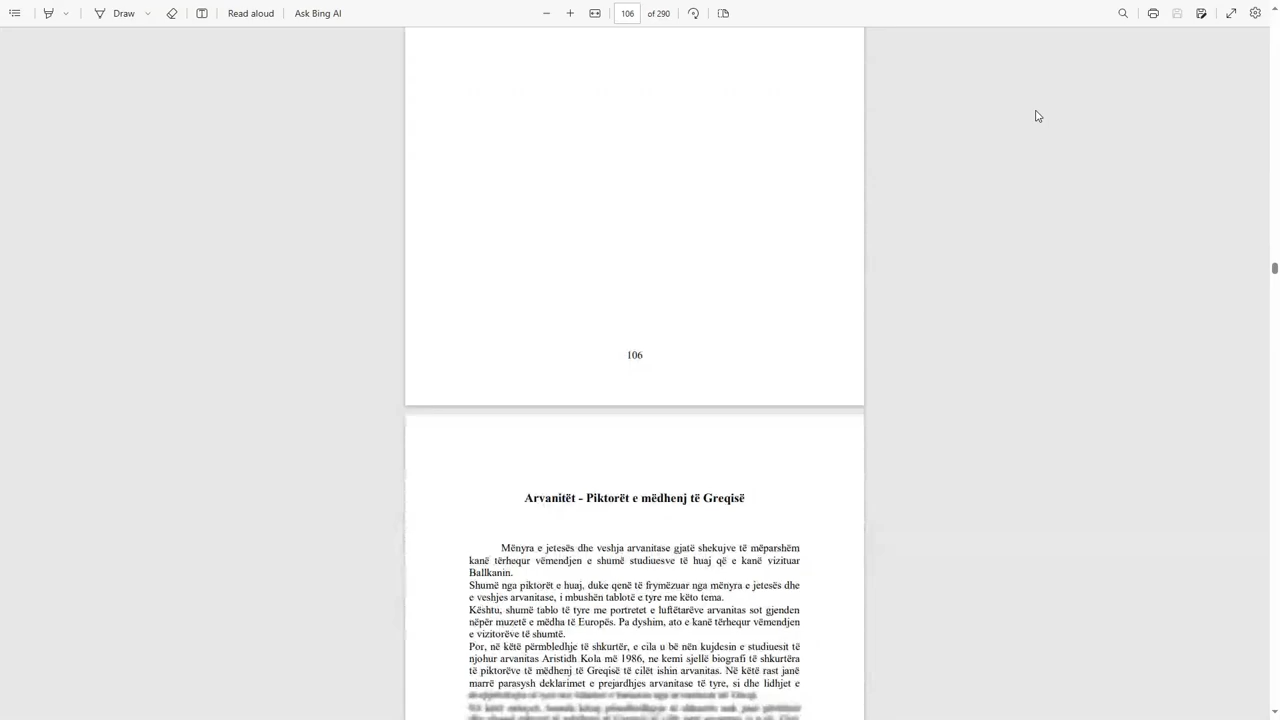 Draw
Read aloud
Ask Bing AI
106
of 290
106
Arvanitët - Piktorët e mëdhenj të Greqisë
Mënyra e jetesës dhe veshja arvanitase gjatë shekujve të mëparshëm
kanë tërhequr vëmendjen e shumë studiuesve të huaj që e kanë vizituar
Ballkanin.
Shumë nga piktorët e huaj, duke qenë të frymëzuar nga mënyra e jetesës dhe
e veshjes arvanitase, i mbushën tablotë e tyre me këto tema.
Kështu, shumë tablo të tyre me portretet e luftëtarëve arvanitas sot gjenden
nëpër muzetë e mëdha të Europës. Pa dyshim, ato e kanë tërhequr vëmendjen
e vizitorëve të shumtë.
Por, në këtë përmbledhje të shkurtër, e cila u bë nën kujdesin e studiuesit të
njohur arvanitas Aristidh Kola më 1986, ne kemi sjellë biografi të shkurtëra
të piktorëve të mëdhenj të Greqisë të cilët ishin arvanitas. Në këtë rast janë
marrë parasysh deklarimet e prejardhjes arvanitase të tyre, si dhe lidhjet e